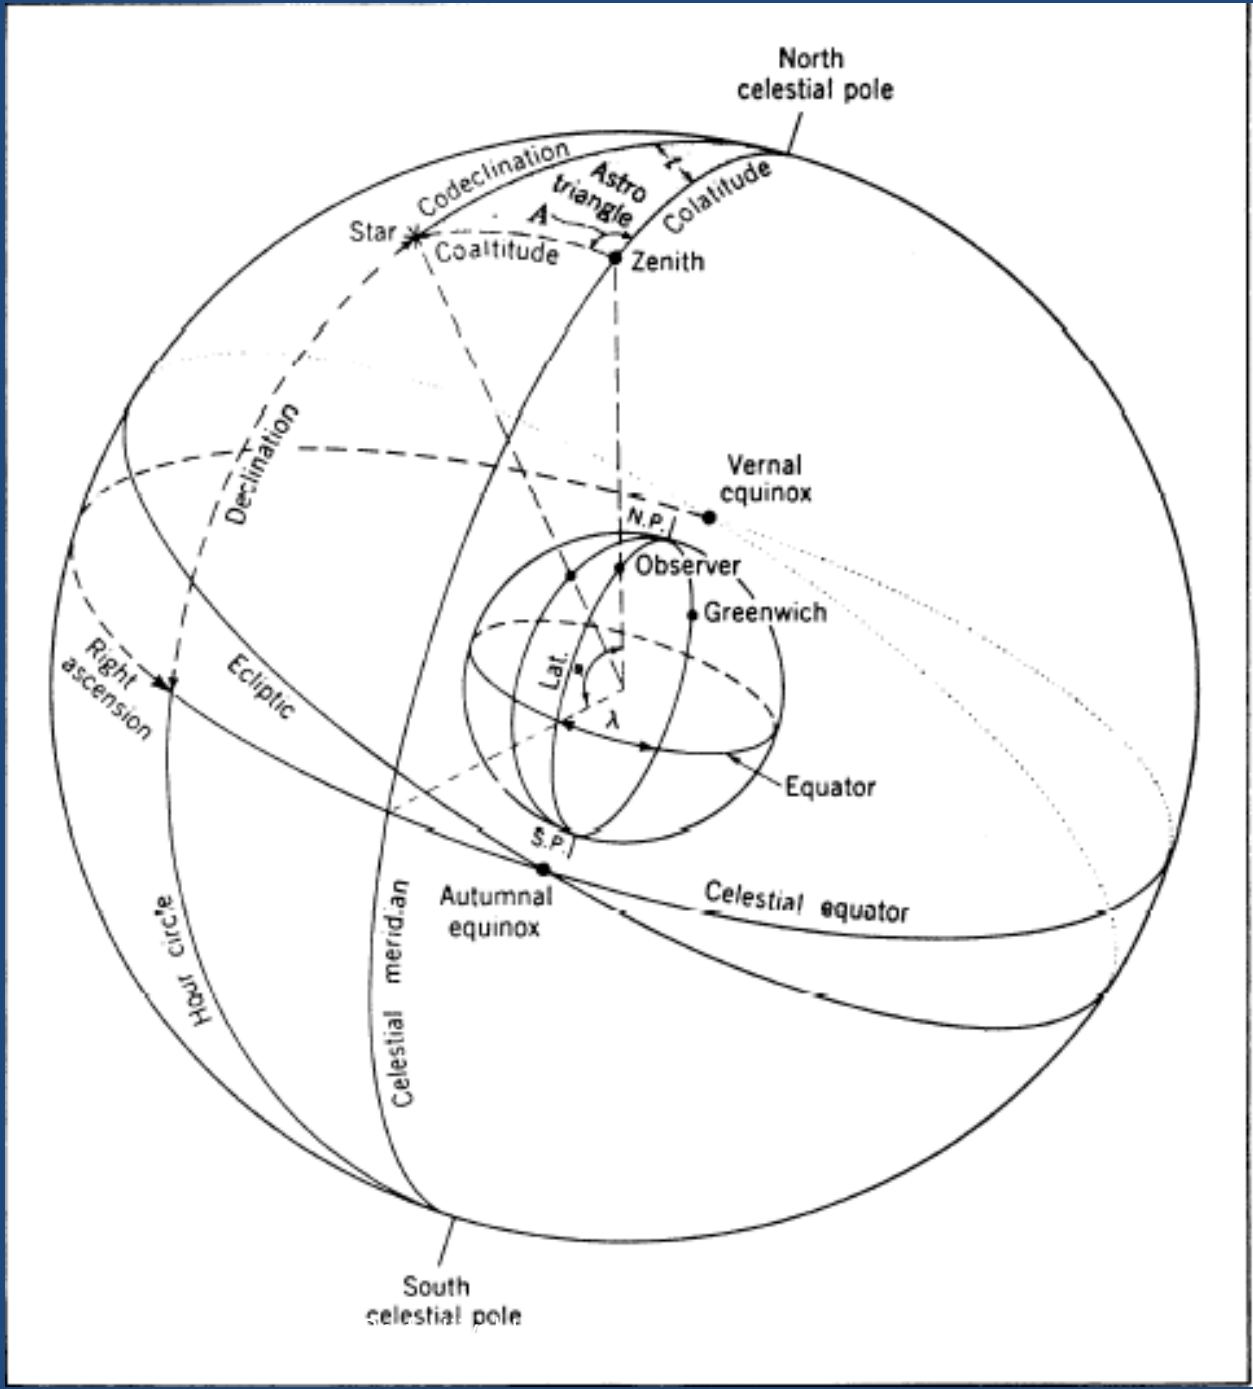 North
celestial pole
Codeclination
t
Astro
triangle
A
Colatitude
Star
Coaltitude
Zenith
Declination
Vernal
equinox
N.P.
Observer
Greenwich
Lat.
λ
Right
ascension
Ecliptic
Equator
S.P.
Autumnal
equinox
Celestial equator
Hour circle
Celestial meridian
South
celestial pole